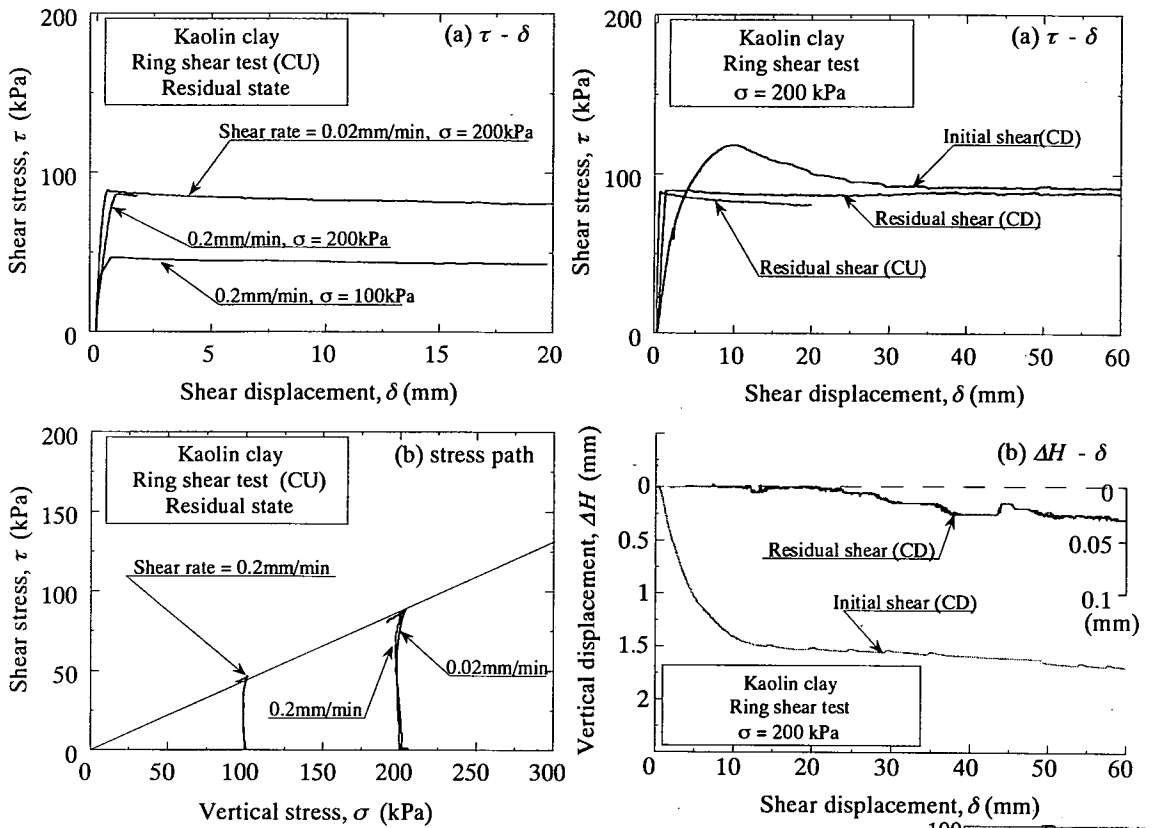 200
150
100
50
0
Shear stress, τ (kPa)
Kaolin clay
Ring shear test (CU)
Residual state
(a) τ - δ
Shear rate = 0.02mm/min, σ = 200kPa
0.2mm/min, σ = 200kPa
0.2mm/min, σ = 100kPa
0 5 10 15 20
Shear displacement, δ (mm)
200
150
100
50
0
Shear stress, τ (kPa)
Kaolin clay
Ring shear test
σ = 200 kPa
(a) τ - δ
Initial shear(CD)
Residual shear (CD)
Residual shear (CU)
0 10 20 30 40 50 60
Shear displacement, δ (mm)
200
150
100
50
0
Shear stress, τ (kPa)
Kaolin clay
Ring shear test (CU)
Residual state
(b) stress path
Shear rate = 0.2mm/min
0.02mm/min
0.2mm/min
0 50 100 150 200 250 300
Vertical stress, σ (kPa)
0
0.5
1
1.5
2
Vertical displacement, ΔH (mm)
(b) ΔH - δ
0
0.05
0.1
(mm)
Residual shear (CD)
Initial shear (CD)
Kaolin clay
Ring shear test
σ = 200 kPa
0 10 20 30 40 50 60
Shear displacement, δ (mm)